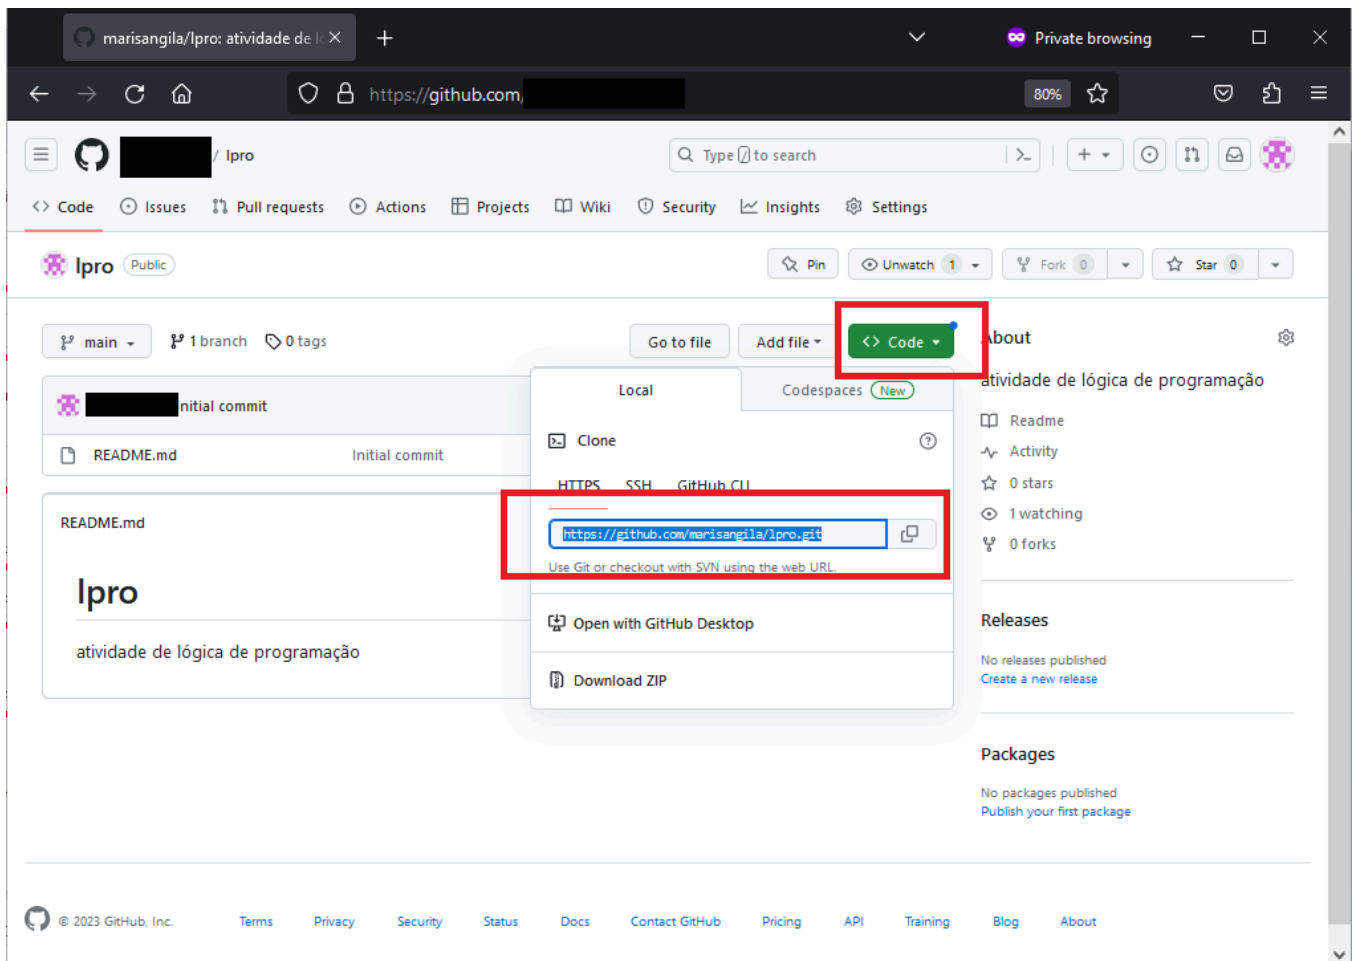 marisangila/lpro: atividade de l
Private browsing
https://github.com/
80%
/ lpro
Type / to search
Code Issues Pull requests Actions Projects Wiki Security Insights Settings
lpro Public
Pin Unwatch 1 Fork 0 Star 0
main 1 branch 0 tags Go to file Add file Code
About
atividade de lógica de programação
Readme
Activity
0 stars
1 watching
0 forks
Local Codespaces New
Clone
HTTPS SSH GitHub CLI
https://github.com/marisangila/lpro.git
Use Git or checkout with SVN using the web URL.
Open with GitHub Desktop
Download ZIP
nitial commit
README.md Initial commit
README.md
lpro
atividade de lógica de programação
Releases
No releases published
Create a new release
Packages
No packages published
Publish your first package
© 2023 GitHub, Inc. Terms Privacy Security Status Docs Contact GitHub Pricing API Training Blog About